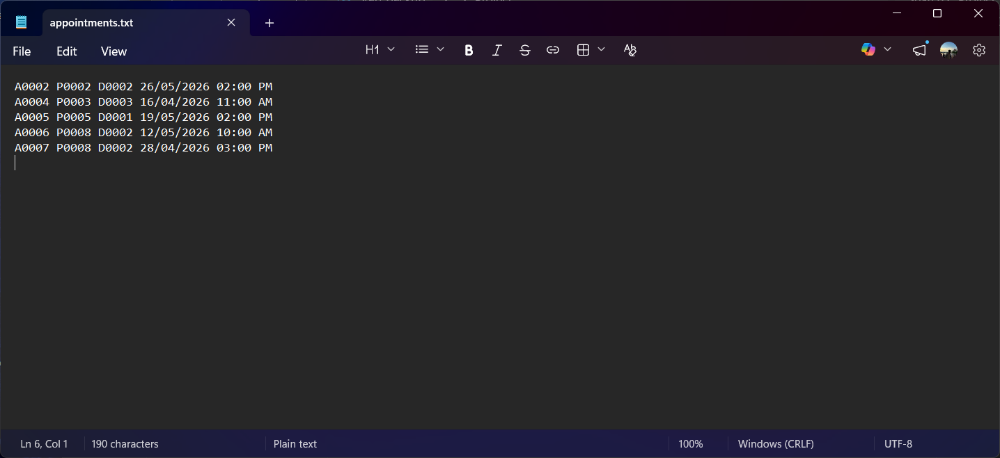 appointments.txt
File Edit View H1
A0002 P0002 D0002 26/05/2026 02:00 PM
A0004 P0003 D0003 16/04/2026 11:00 AM
A0005 P0005 D0001 19/05/2026 02:00 PM
A0006 P0008 D0002 12/05/2026 10:00 AM
A0007 P0008 D0002 28/04/2026 03:00 PM
Ln 6, Col 1 190 characters Plain text 100% Windows (CRLF) UTF-8